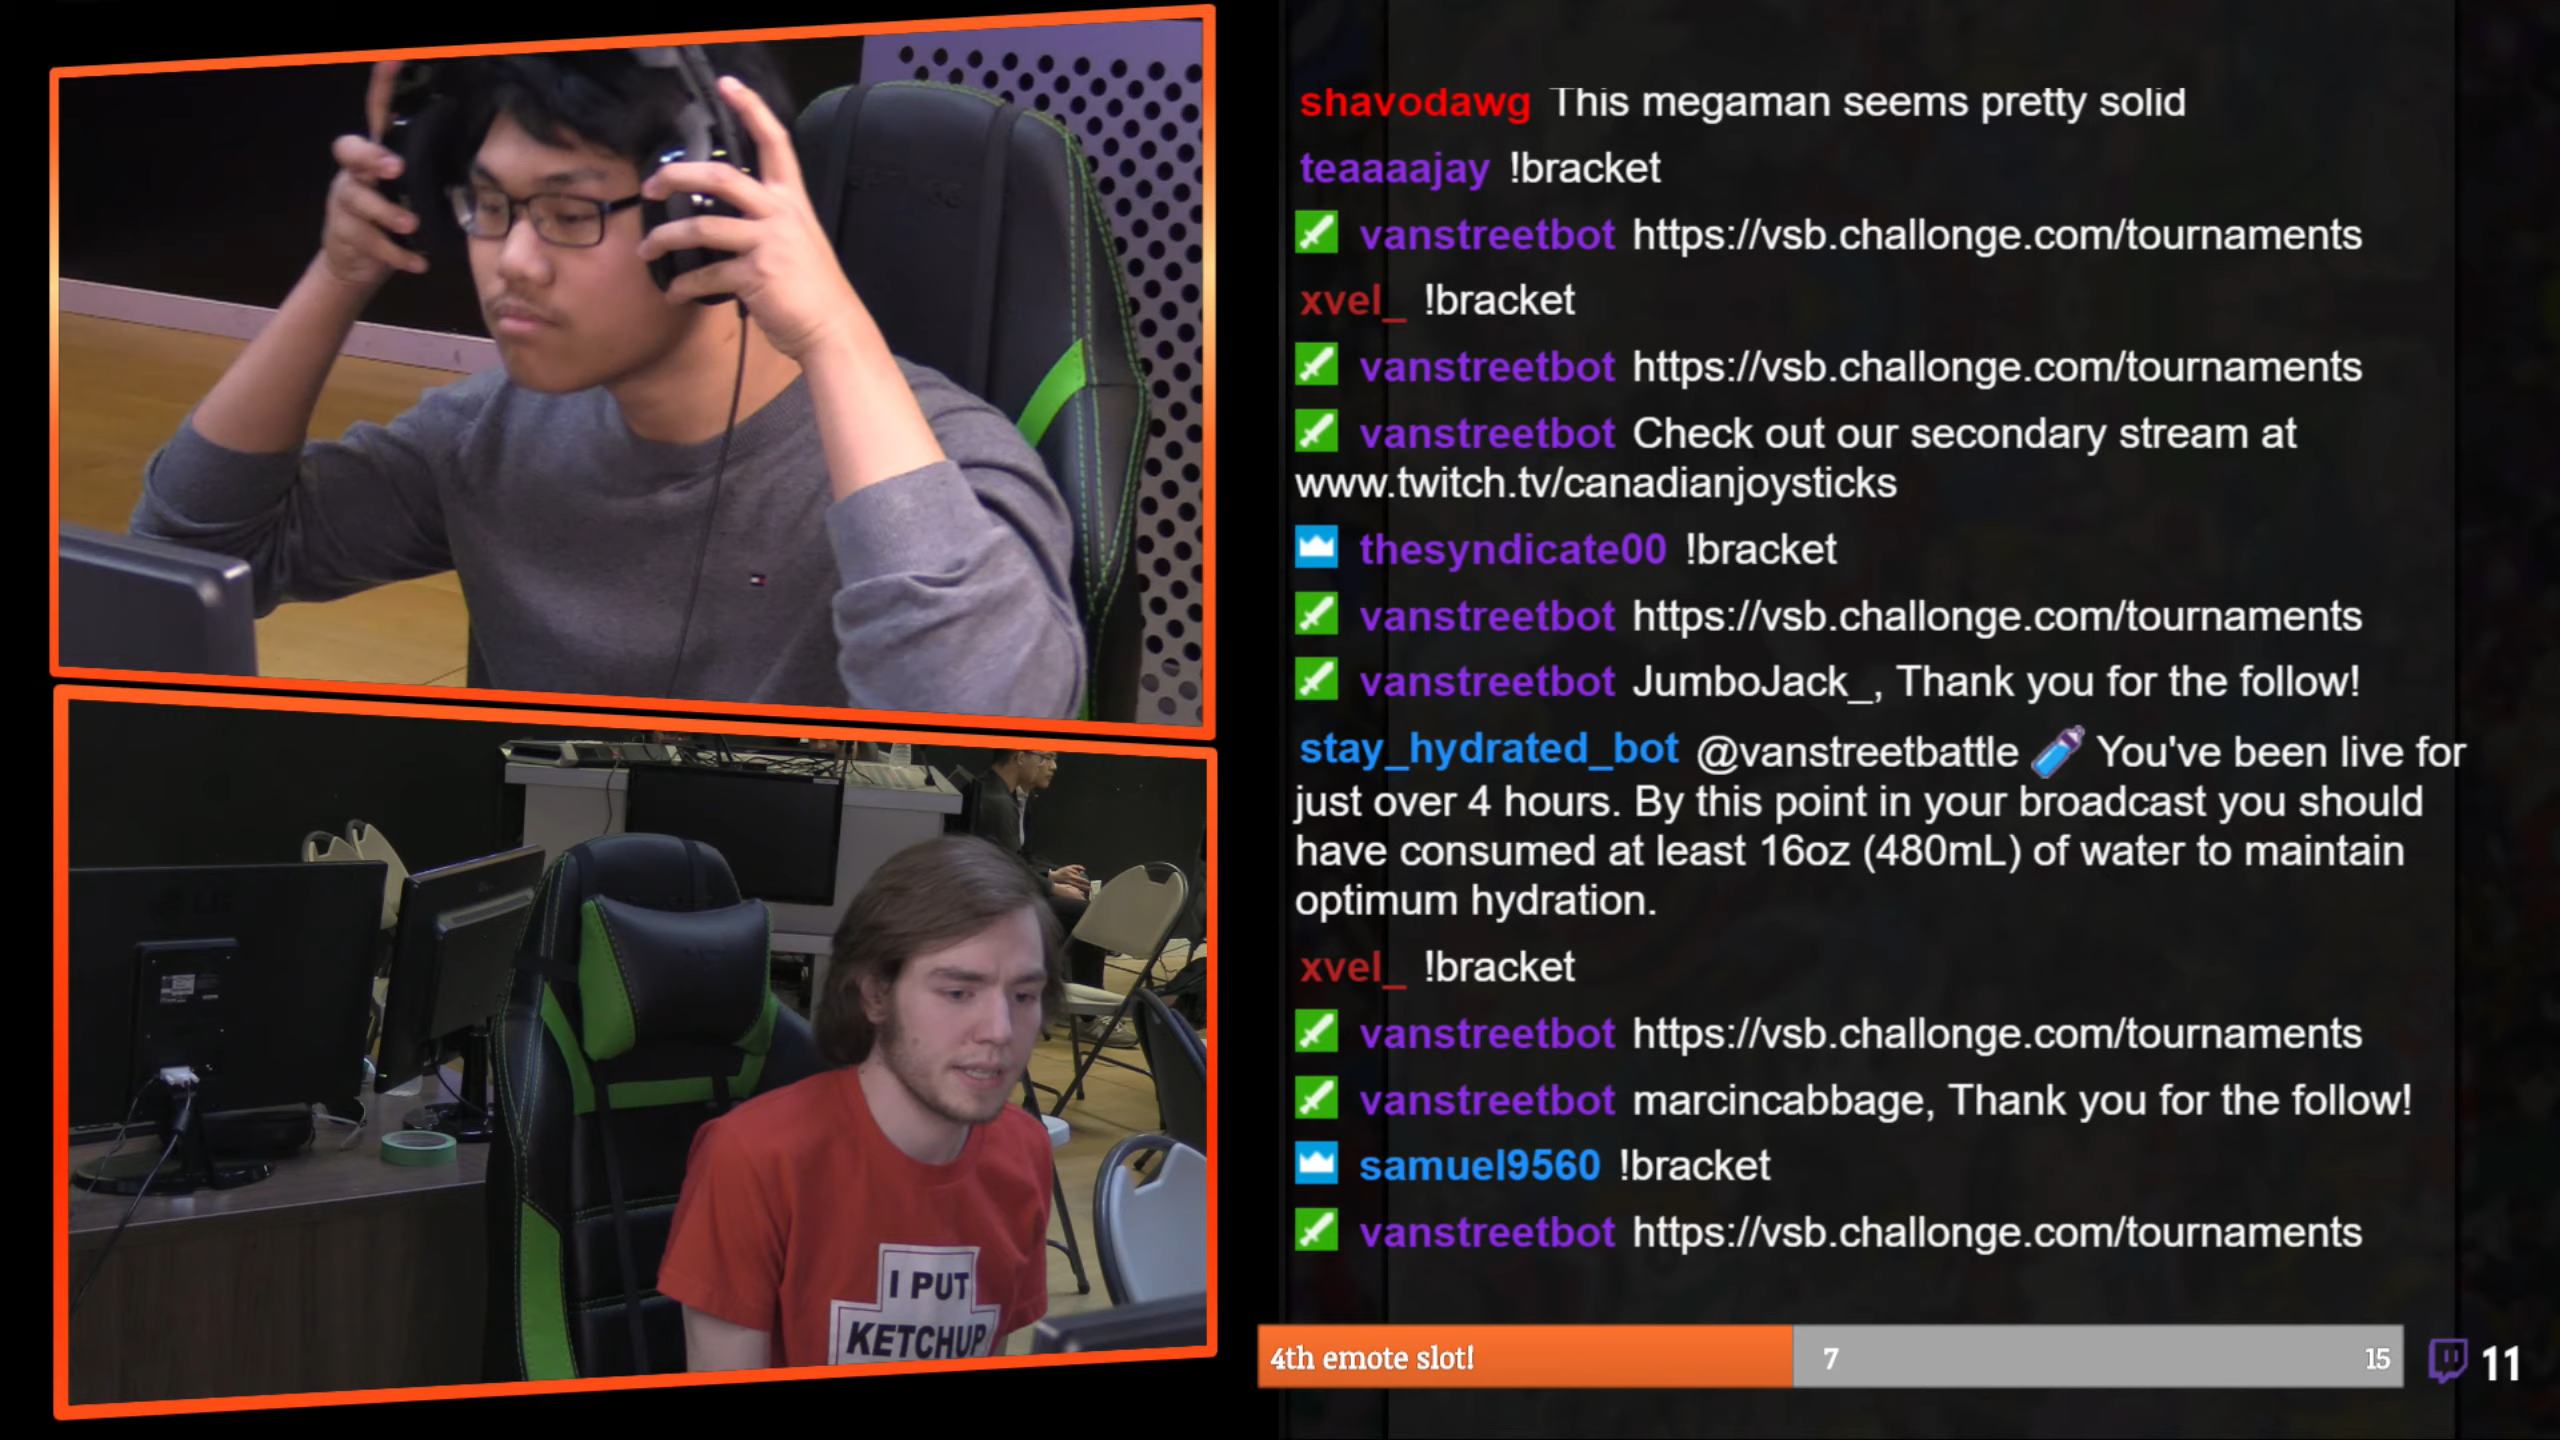 shavodawg This megaman seems pretty solid
teaaaajay !bracket
vanstreetbot https://vsb.challonge.com/tournaments
xvel_ !bracket
vanstreetbot https://vsb.challonge.com/tournaments
vanstreetbot Check out our secondary stream at
www.twitch.tv/canadianjoysticks
thesyndicate00 !bracket
vanstreetbot https://vsb.challonge.com/tournaments
vanstreetbot JumboJack_, Thank you for the follow!
stay_hydrated_bot @vanstreetbattle You've been live for
just over 4 hours. By this point in your broadcast you should
have consumed at least 16oz (480mL) of water to maintain
optimum hydration.
xvel_ !bracket
vanstreetbot https://vsb.challonge.com/tournaments
vanstreetbot marcincabbage, Thank you for the follow!
samuel9560 !bracket
vanstreetbot https://vsb.challonge.com/tournaments
4th emote slot! 7 15 11
LG
I PUT
KETCHUP